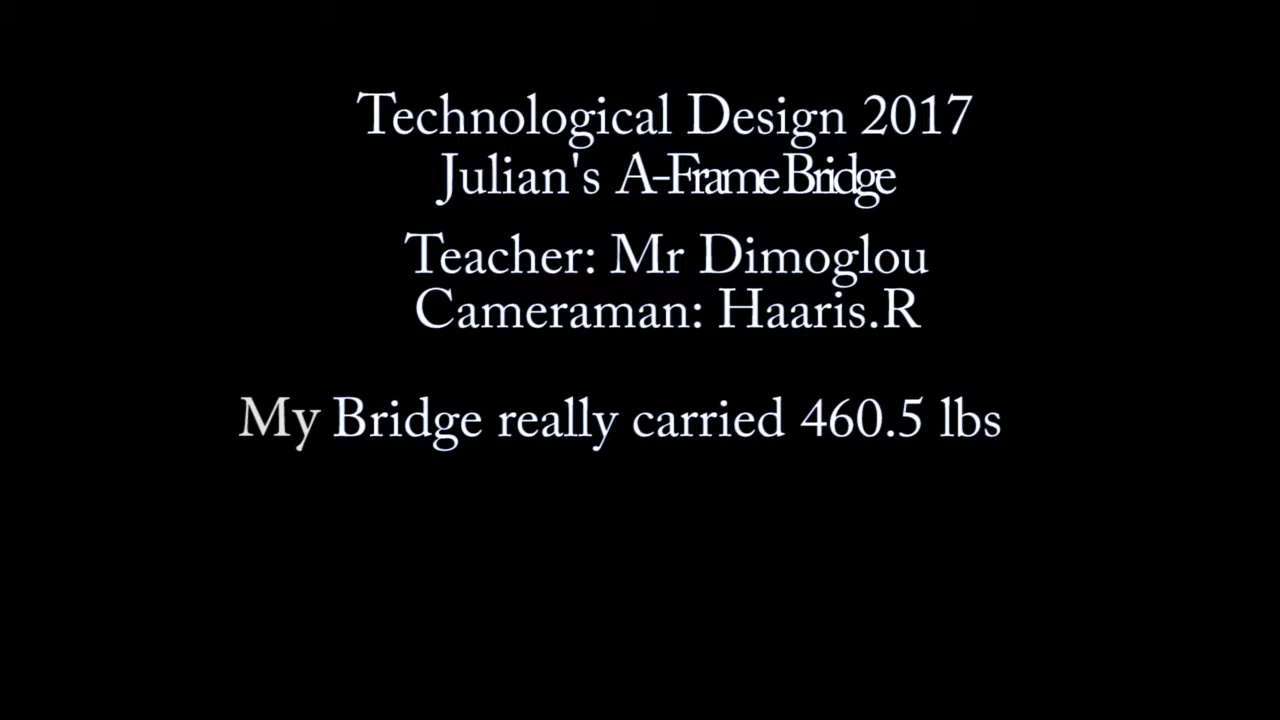 Technological Design 2017
Julian's A-Frame Bridge
Teacher: Mr Dimoglou
Cameraman: Haaris.R
My Bridge really carried 460.5 lbs